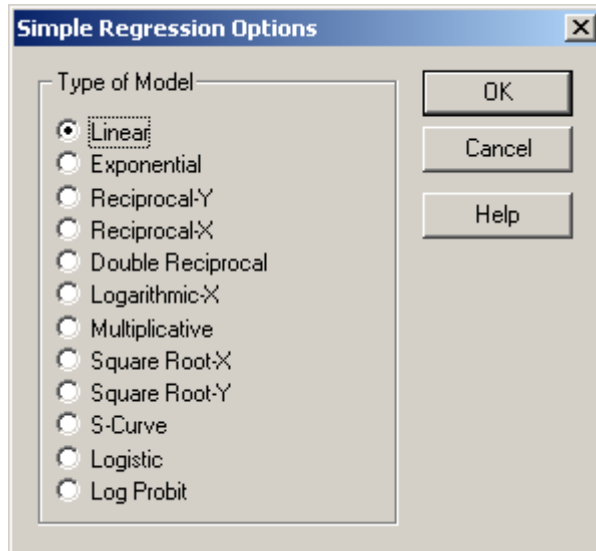 Simple Regression Options
Type of Model
Linear
Exponential
Reciprocal-Y
Reciprocal-X
Double Reciprocal
Logarithmic-X
Multiplicative
Square Root-X
Square Root-Y
S-Curve
Logistic
Log Probit
OK
Cancel
Help